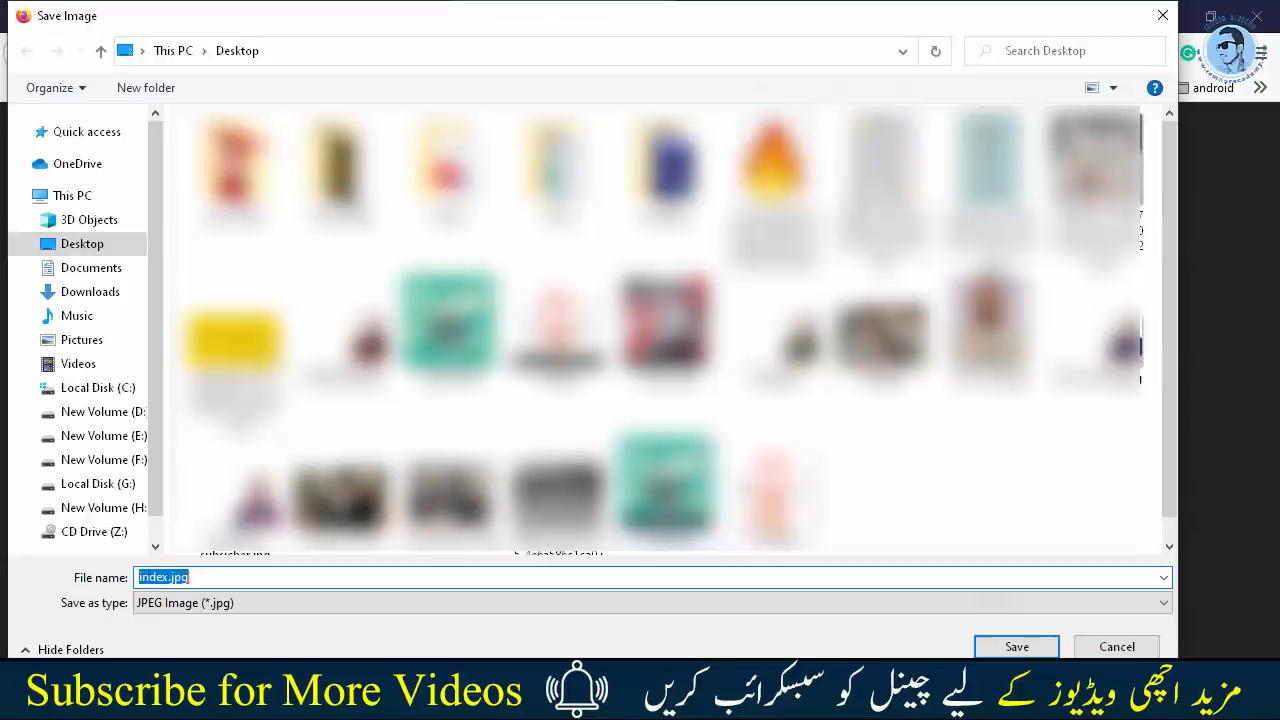 Save Image
This PC > Desktop
Search Desktop
Organize
New folder
android
Quick access
OneDrive
This PC
3D Objects
Desktop
Documents
Downloads
Music
Pictures
Videos
Local Disk (C:)
New Volume (D:
New Volume (E:)
New Volume (F:)
Local Disk (G:)
New Volume (H:
CD Drive (Z:)
File name: index.jpg
Save as type: JPEG Image (*.jpg)
Hide Folders
Save
Cancel
Subscribe for More Videos
مزید اچھی ویڈیوز کے لیے چینل کو سبسکرائب کریں